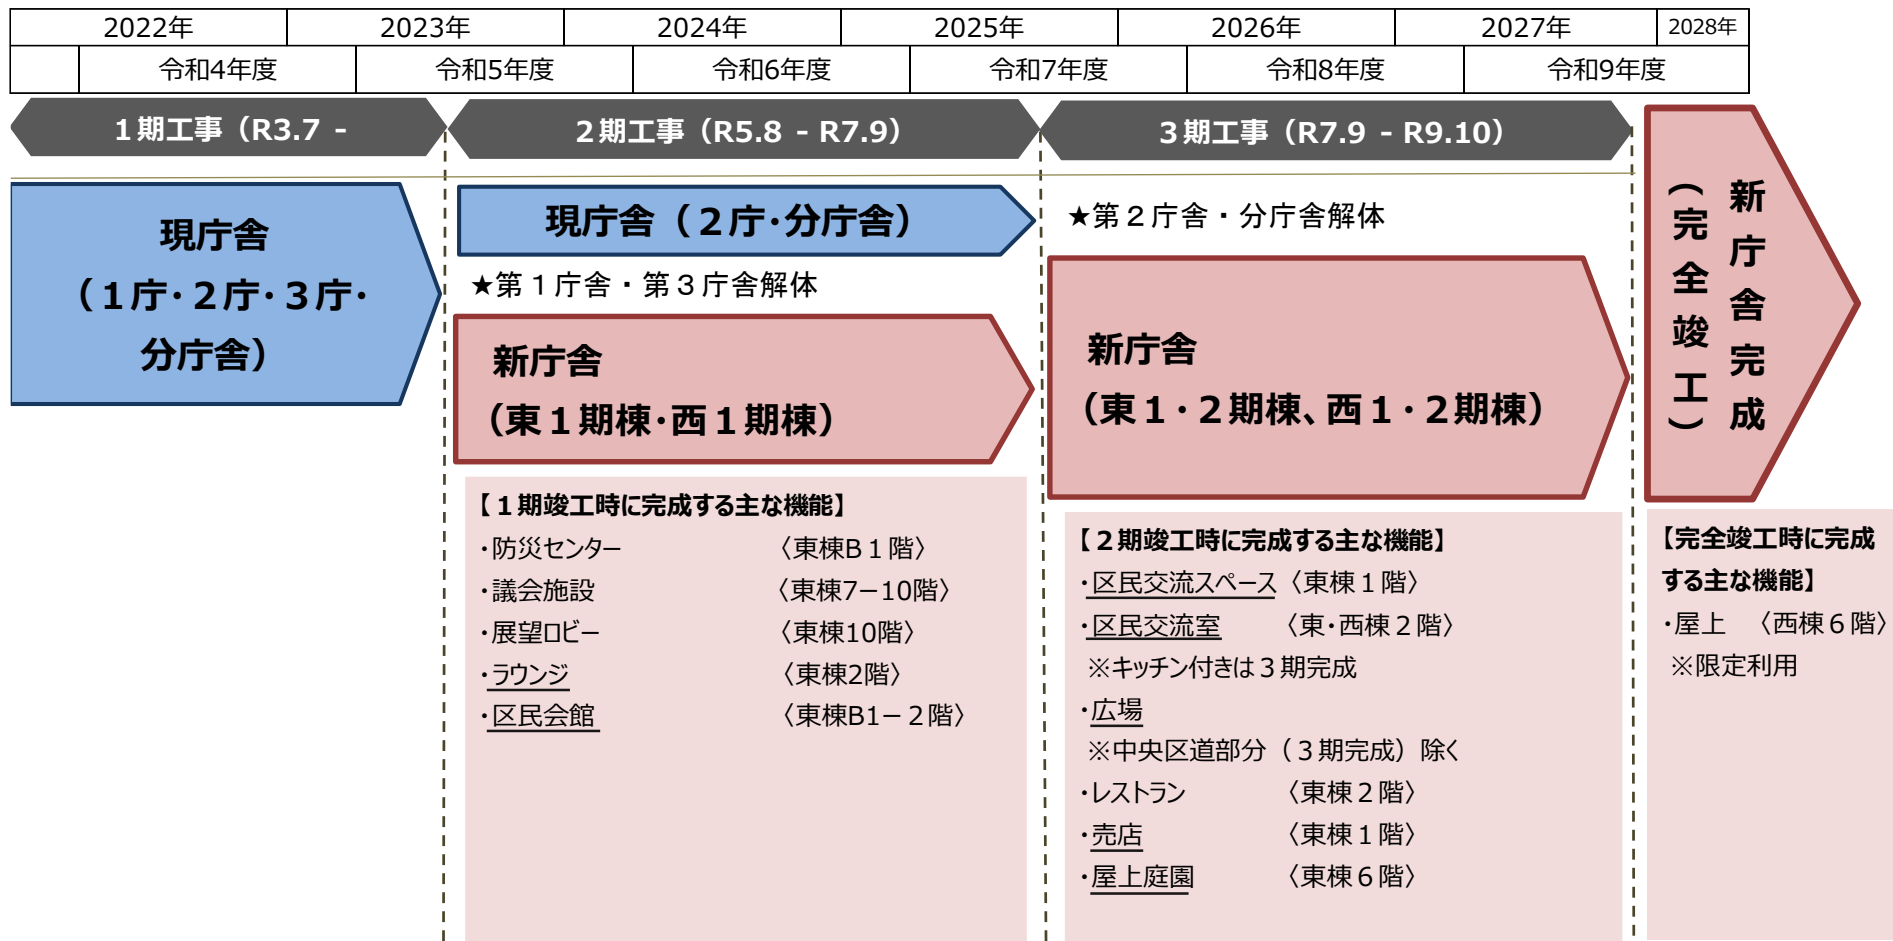 2022年 2023年 2024年 2025年 2026年 2027年 2028年
令和4年度 令和5年度 令和6年度 令和7年度 令和8年度 令和9年度
１期工事（R3.7 -
２期工事（R5.8 - R7.9）
３期工事（R7.9 - R9.10）
現庁舎
（１庁･２庁･３庁･
分庁舎）
現庁舎（２庁･分庁舎）
★第１庁舎・第３庁舎解体
新庁舎
（東１期棟･西１期棟）
【１期竣工時に完成する主な機能】
･防災センター 〈東棟B１階〉
･議会施設 〈東棟7－10階〉
･展望ロビー 〈東棟10階〉
･ラウンジ 〈東棟2階〉
･区民会館 〈東棟B1－２階〉
★第２庁舎・分庁舎解体
新庁舎
（東１･２期棟､西１･２期棟）
【２期竣工時に完成する主な機能】
･区民交流スペース 〈東棟１階〉
･区民交流室 〈東･西棟２階〉
※キッチン付きは３期完成
･広場
※中央区道部分（３期完成）除く
･レストラン 〈東棟２階〉
･売店 〈東棟１階〉
･屋上庭園 〈東棟６階〉
新庁舎完成
（完全竣工）
【完全竣工時に完成
する主な機能】
･屋上 〈西棟６階〉
※限定利用